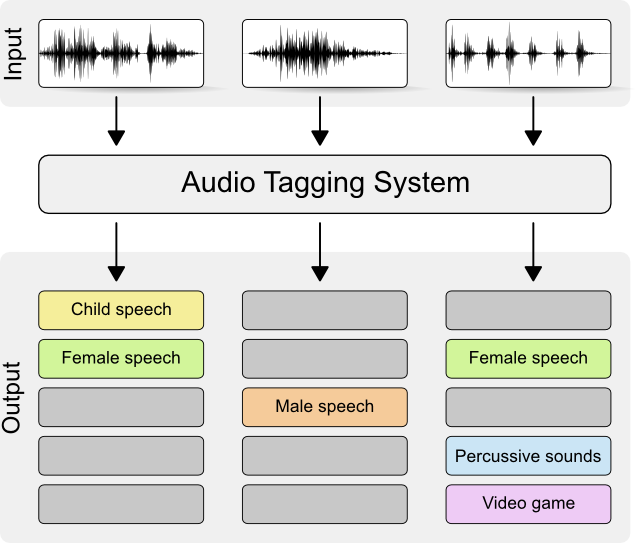 Input
Audio Tagging System
Output
Child speech
Female speech
Female speech
Male speech
Percussive sounds
Video game